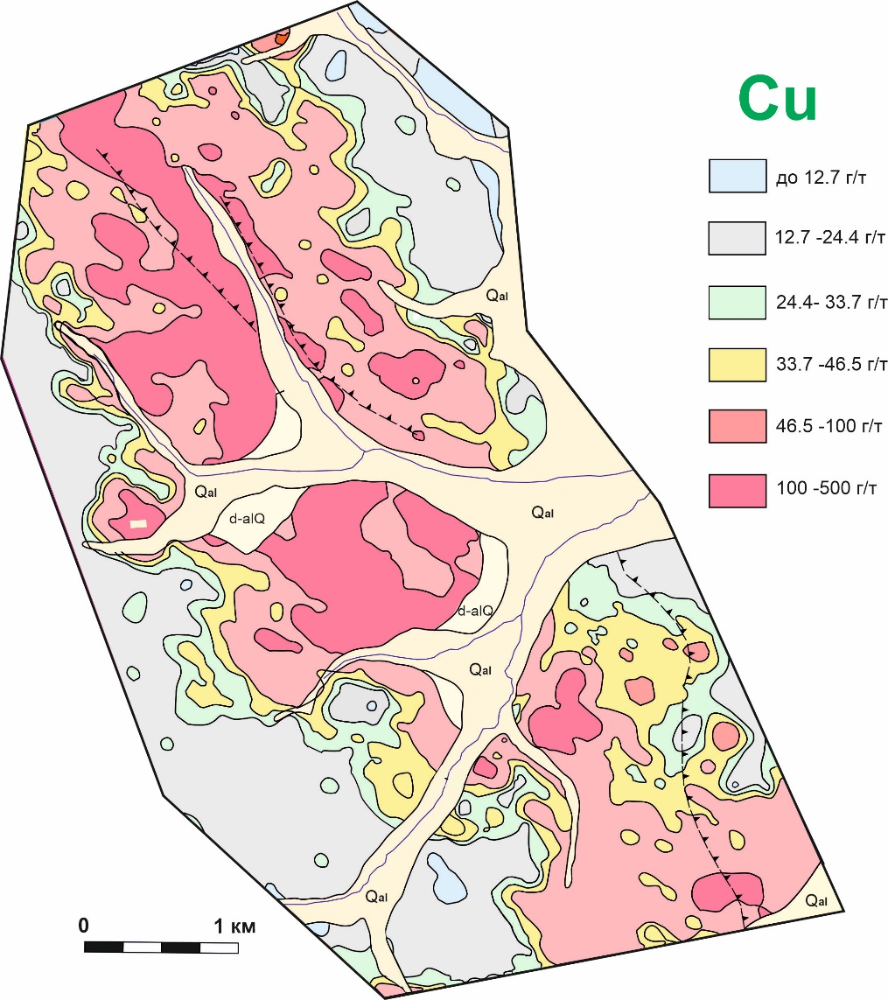 Cu
до 12.7 г/т
12.7 -24.4 г/т
24.4- 33.7 г/т
33.7 -46.5 г/т
46.5 -100 г/т
100 -500 г/т
Qal
Qal
d-alQ
Qal
d-alQ
Qal
Qal
Qal
0 1 км